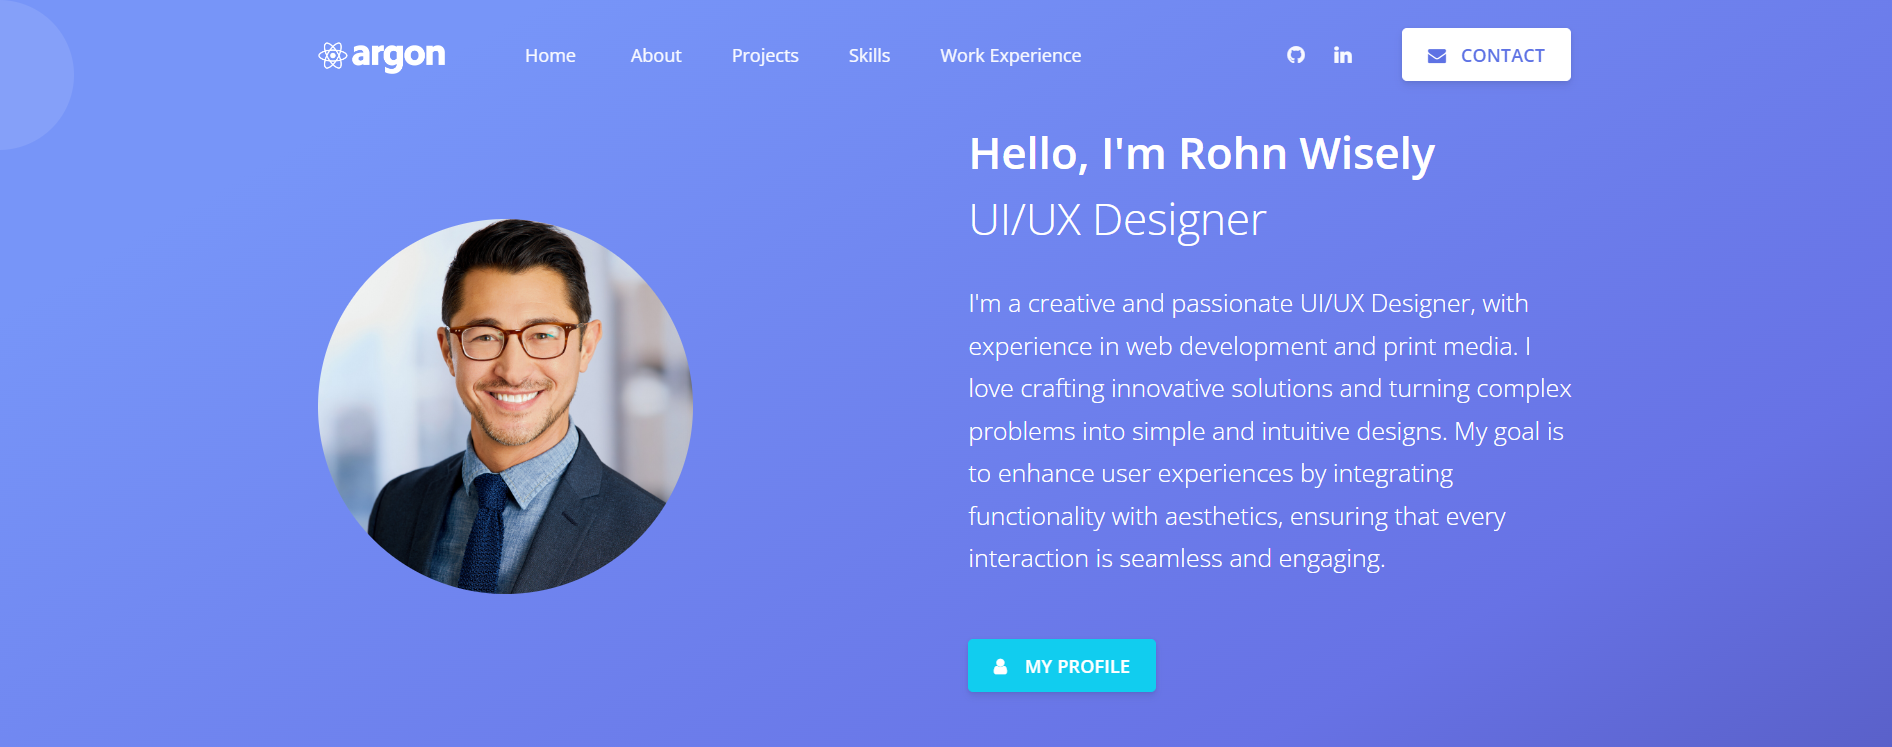 argon
Home
About
Projects
Skills
Work Experience
CONTACT
Hello, I'm Rohn Wisely
UI/UX Designer
I'm a creative and passionate UI/UX Designer, with
experience in web development and print media. I
love crafting innovative solutions and turning complex
problems into simple and intuitive designs. My goal is
to enhance user experiences by integrating
functionality with aesthetics, ensuring that every
interaction is seamless and engaging.
MY PROFILE